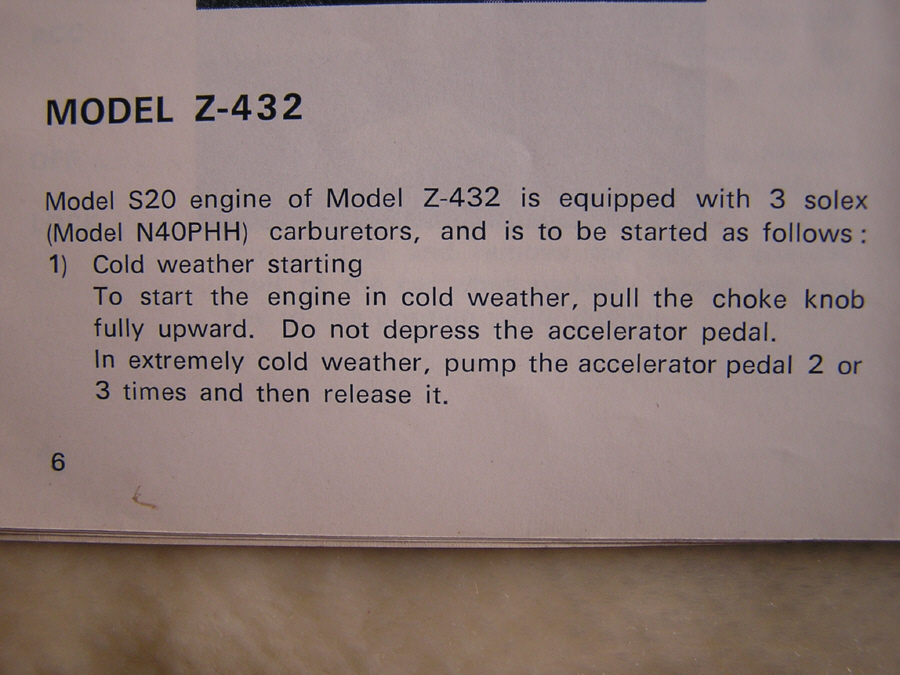 MODEL Z-432
Model S20 engine of Model Z-432 is equipped with 3 solex
(Model N40PHH) carburetors, and is to be started as follows :
1) Cold weather starting
To start the engine in cold weather, pull the choke knob
fully upward. Do not depress the accelerator pedal.
In extremely cold weather, pump the accelerator pedal 2 or
3 times and then release it.
6